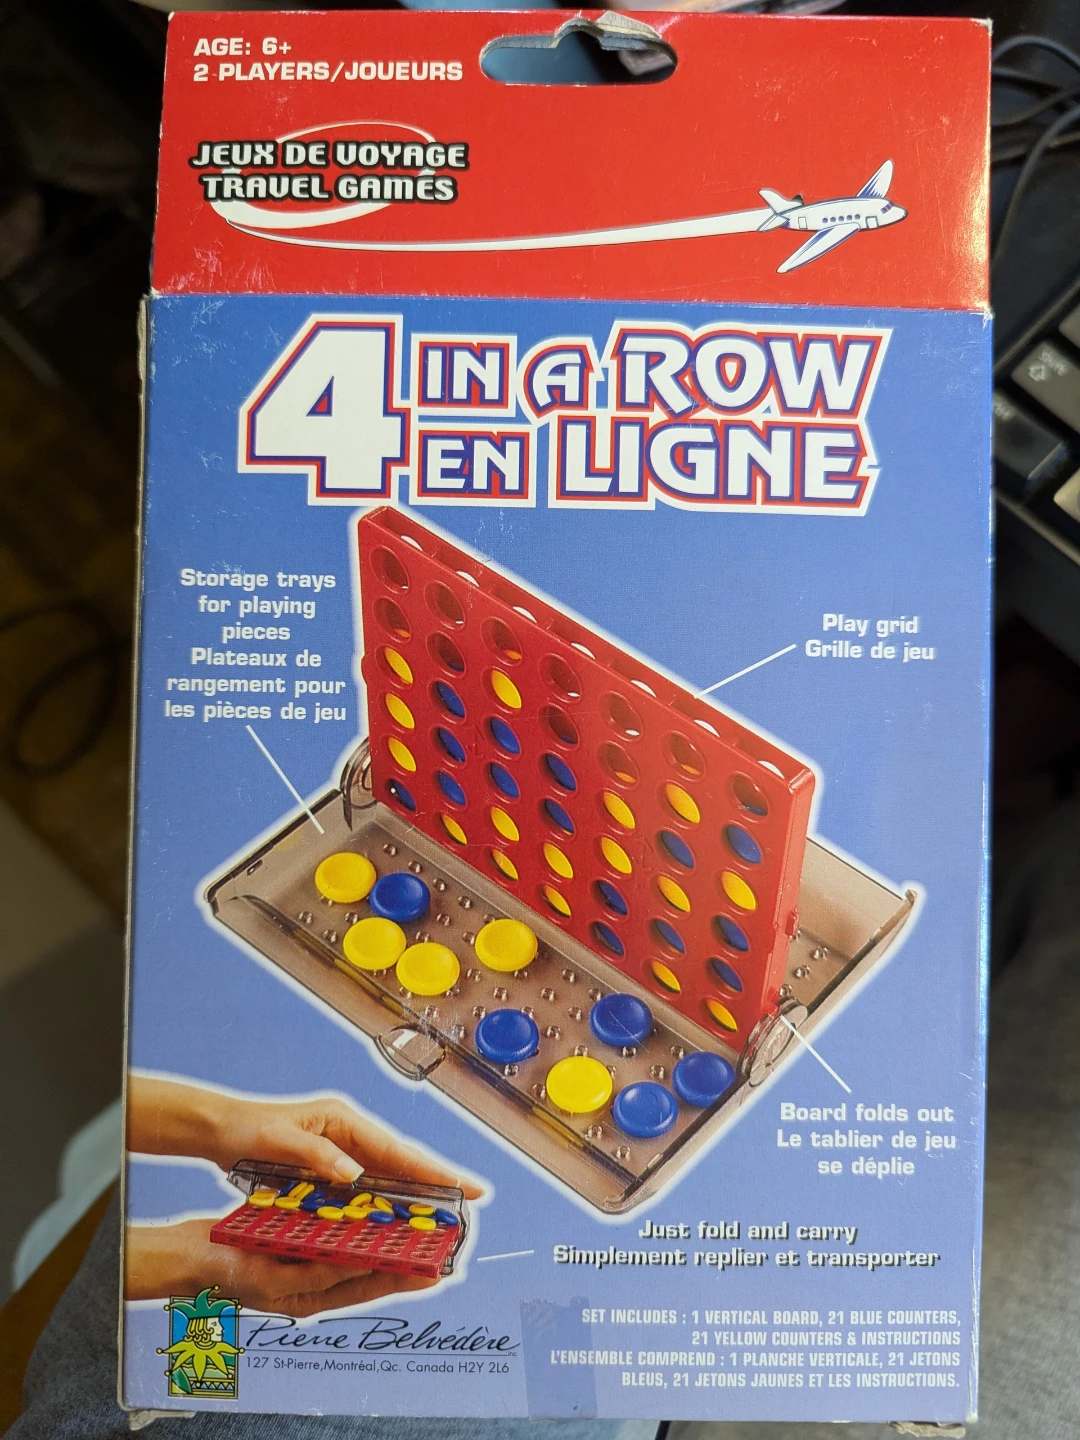 AGE: 6+
2 PLAYERS/JOUEURS
JEUX DE VOYAGE
TRAVEL GAMES
4 IN A ROW
EN LIGNE
Storage trays
for playing
pieces
Plateaux de
rangement pour
les pièces de jeu
Play grid
Grille de jeu
Board folds out
Le tablier de jeu
se déplie
Just fold and carry
Simplement replier et transporter
Pierre Belvédère inc
127 St-Pierre,Montréal,Qc. Canada H2Y 2L6
SET INCLUDES : 1 VERTICAL BOARD, 21 BLUE COUNTERS,
21 YELLOW COUNTERS & INSTRUCTIONS
L'ENSEMBLE COMPREND : 1 PLANCHE VERTICALE, 21 JETONS
BLEUS, 21 JETONS JAUNES ET LES INSTRUCTIONS.
Shift